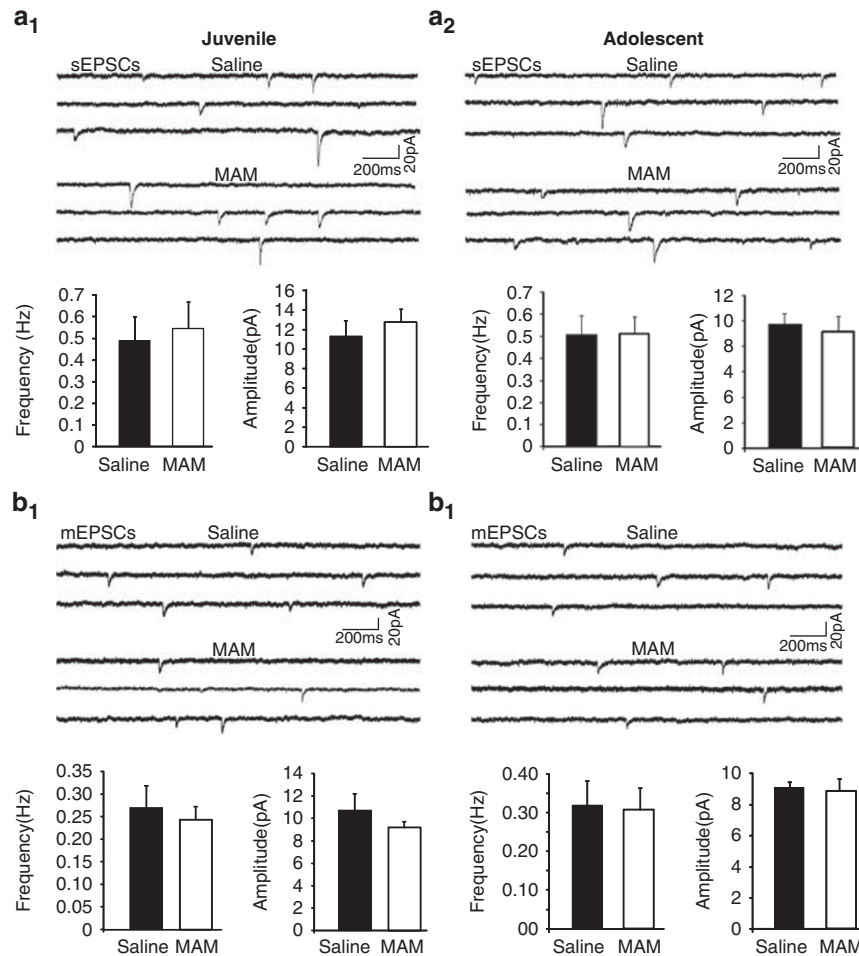 a1
Juvenile
sEPSCs Saline
200ms
20pA
MAM
Frequency (Hz)
0.7
0.6
0.5
0.4
0.3
0.2
0.1
0
Saline MAM
Amplitude(pA)
16
14
12
10
8
6
4
2
0
Saline MAM
a2
Adolescent
sEPSCs Saline
200ms
20pA
MAM
Frequency(Hz)
0.7
0.6
0.5
0.4
0.3
0.2
0.1
0
Saline MAM
Amplitude(pA)
12
10
8
10
4
2
0
Saline MAM
b1
mEPSCs Saline
200ms
20pA
MAM
Frequency(Hz)
0.35
0.30
0.25
0.20
0.15
0.10
0.05
0.00
Saline MAM
Amplitude(pA)
14
12
10
8
6
4
2
0
Saline MAM
b1
mEPSCs Saline
200ms
20pA
MAM
Frequency(Hz)
0.40
0.30
0.30
0.10
00
Saline MAM
Amplitude(pA)
10
8
6
4
2
0
Saline MAM